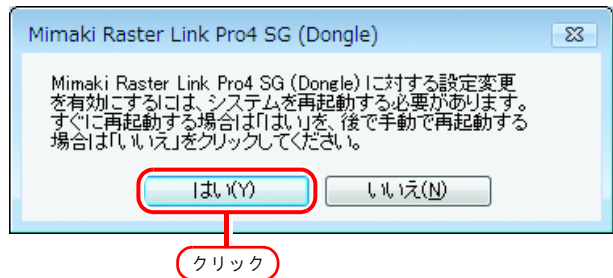 Mimaki Raster Link Pro4 SG (Dongle)
Mimaki Raster Link Pro4 SG (Dongle) に対する設定変更
を有効にするには、システムを再起動する必要があります。
すぐに再起動する場合は「はい」を、後で手動で再起動する
場合は「いいえ」をクリックしてください。
はい(Y)
いいえ(N)
クリック